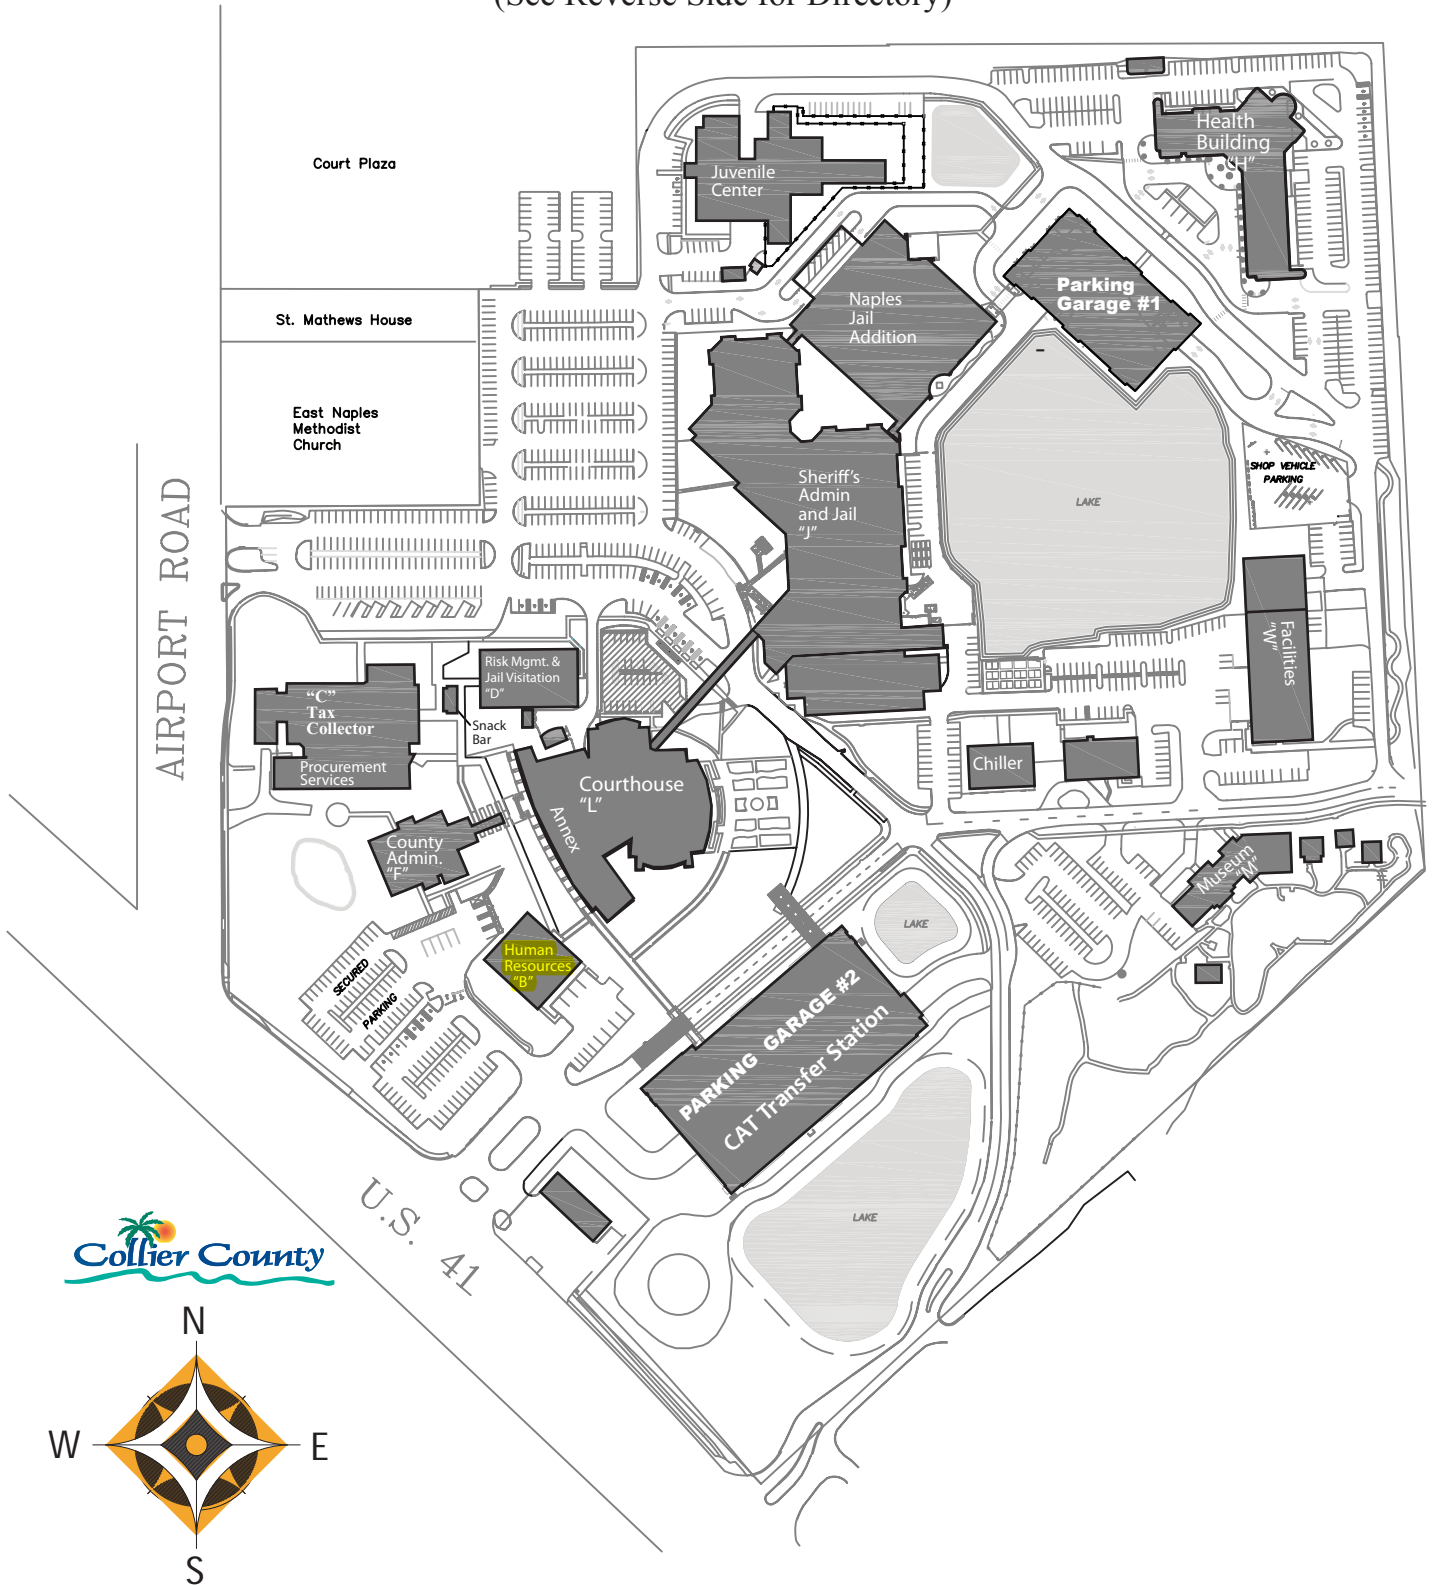 (See Reverse Side for Directory)
Court Plaza
St. Mathews House
East Naples
Methodist
Church
AIRPORT ROAD
Juvenile
Center
Health
Building
"H"
Naples
Jail
Addition
Parking
Garage #1
Sheriff's
Admin
and Jail
"J"
LAKE
SHOP VEHICLE
PARKING
Facilities
"W"
Risk Mgmt. &
Jail Visitation
"D"
"C"
Tax
Collector
Procurement
Services
Snack
Bar
Courthouse
"L"
Annex
Chiller
County
Admin.
"F"
Museum
"M"
Human
Resources
"B"
SECURED
PARKING
LAKE
PARKING GARAGE #2
CAT Transfer Station
LAKE
U.S. 41
Collier County
N
W
E
S